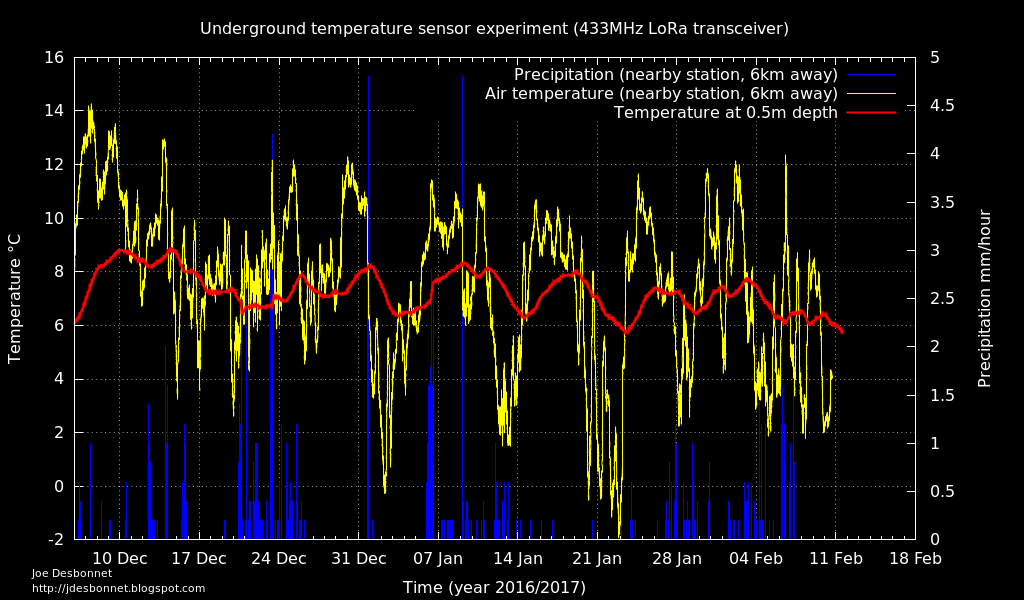 Underground temperature sensor experiment (433MHz LoRa transceiver)
Precipitation (nearby station, 6km away)
Air temperature (nearby station, 6km away)
Temperature at 0.5m depth
Temperature °C
16
14
12
10
8
6
4
2
0
-2
5
4.5
4
3.5
3
2.5
2
1.5
1
0.5
0
Precipitation mm/hour
10 Dec 17 Dec 24 Dec 31 Dec 07 Jan 14 Jan 21 Jan 28 Jan 04 Feb 11 Feb 18 Feb
Time (year 2016/2017)
Joe Desbonnet
http://jdesbonnet.blogspot.com